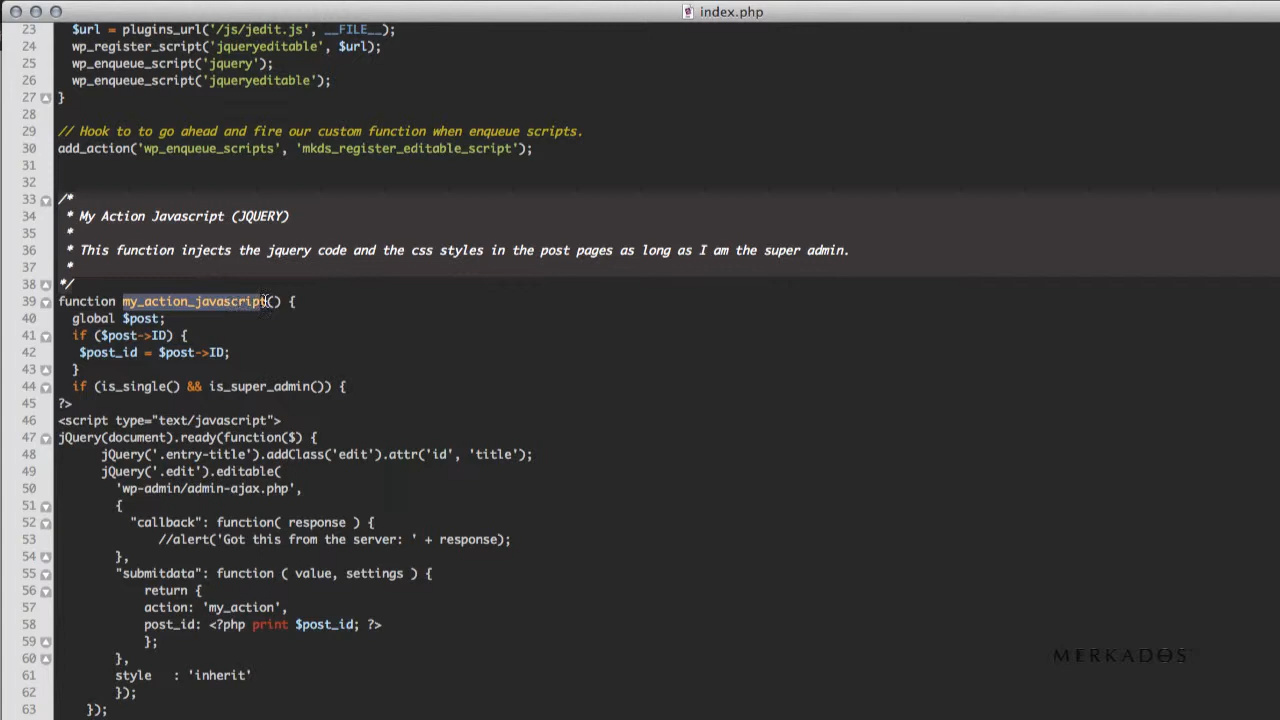 index.php
23 $url = plugins_url('/js/jedit.js', __FILE__);
24 wp_register_script('jqueryeditable', $url);
25 wp_enqueue_script('jquery');
26 wp_enqueue_script('jqueryeditable');
27 }
28
29 // Hook to to go ahead and fire our custom function when enqueue scripts.
30 add_action('wp_enqueue_scripts', 'mkds_register_editable_script');
31
32
33 /*
34 * My Action Javascript (JQUERY)
35 *
36 * This function injects the jquery code and the css styles in the post pages as long as I am the super admin.
37 *
38 */
39 function my_action_javascript() {
40 global $post;
41 if ($post->ID) {
42 $post_id = $post->ID;
43 }
44 if (is_single() && is_super_admin()) {
45 ?>
46 <script type="text/javascript">
47 jQuery(document).ready(function($) {
48 jQuery('.entry-title').addClass('edit').attr('id', 'title');
49 jQuery('.edit').editable(
50 'wp-admin/admin-ajax.php',
51 {
52 "callback": function( response ) {
53 //alert('Got this from the server: ' + response);
54 },
55 "submitdata": function ( value, settings ) {
56 return {
57 action: 'my_action',
58 post_id: <?php print $post_id; ?>
59 };
60 },
61 style : 'inherit'
62 });
63 });
MERKADOS